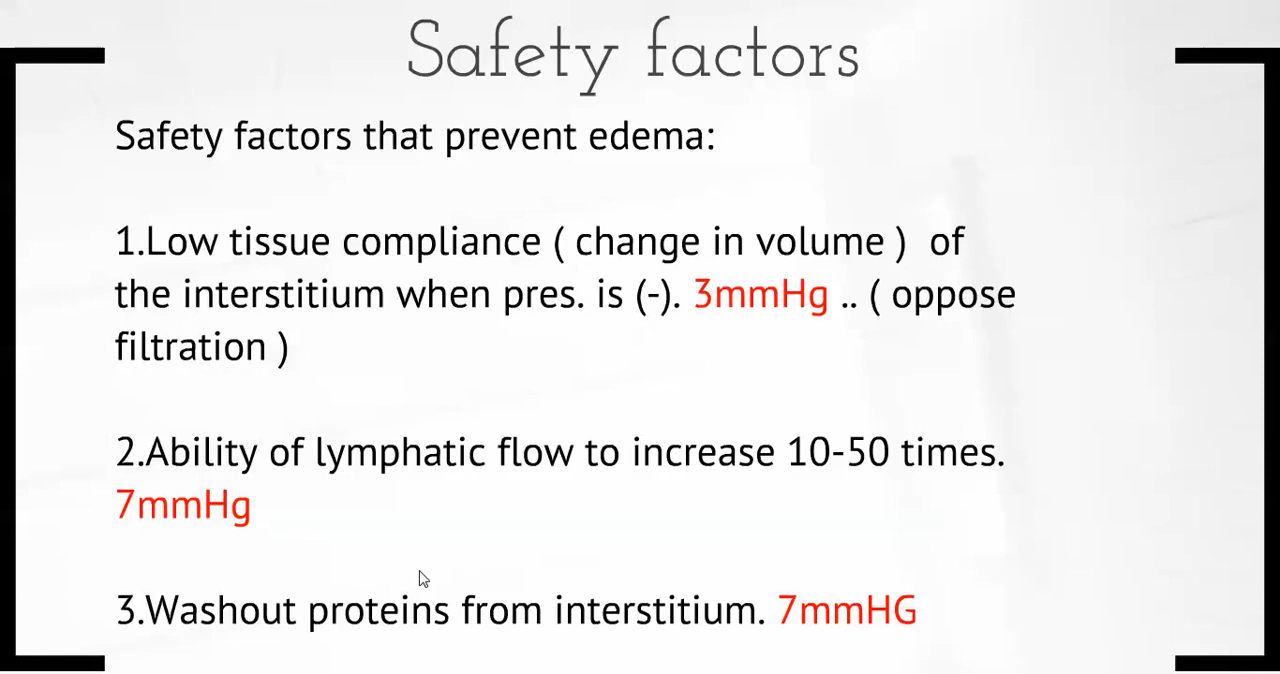 Safety factors
Safety factors that prevent edema:
1.Low tissue compliance ( change in volume )  of
the interstitium when pres. is (-). 3mmHg .. ( oppose
filtration )
2.Ability of lymphatic flow to increase 10-50 times.
7mmHg
3.Washout proteins from interstitium. 7mmHG